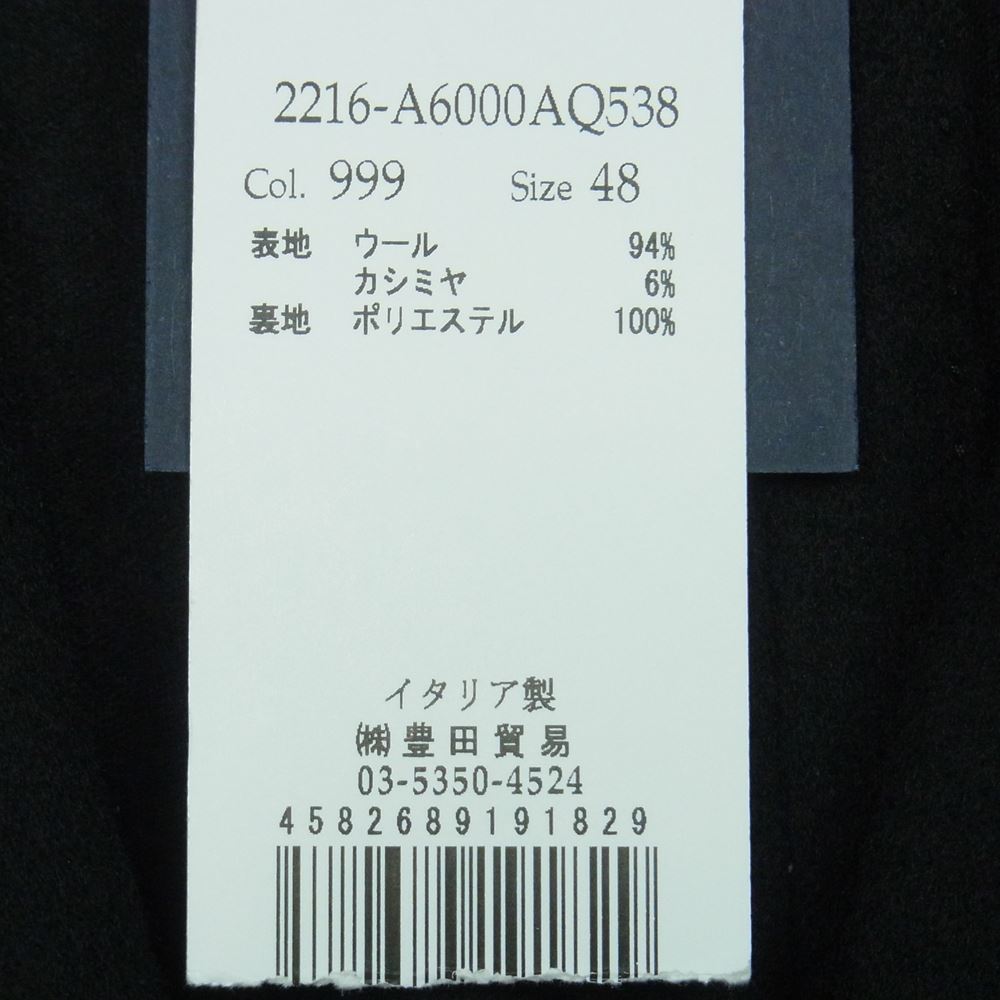 2216-A6000AQ538
Col. 999 Size 48
表地 ウール 94%
カシミヤ 6%
裏地 ポリエステル 100%
イタリア製
㈱豊田貿易
03-5350-4524
4582689191829